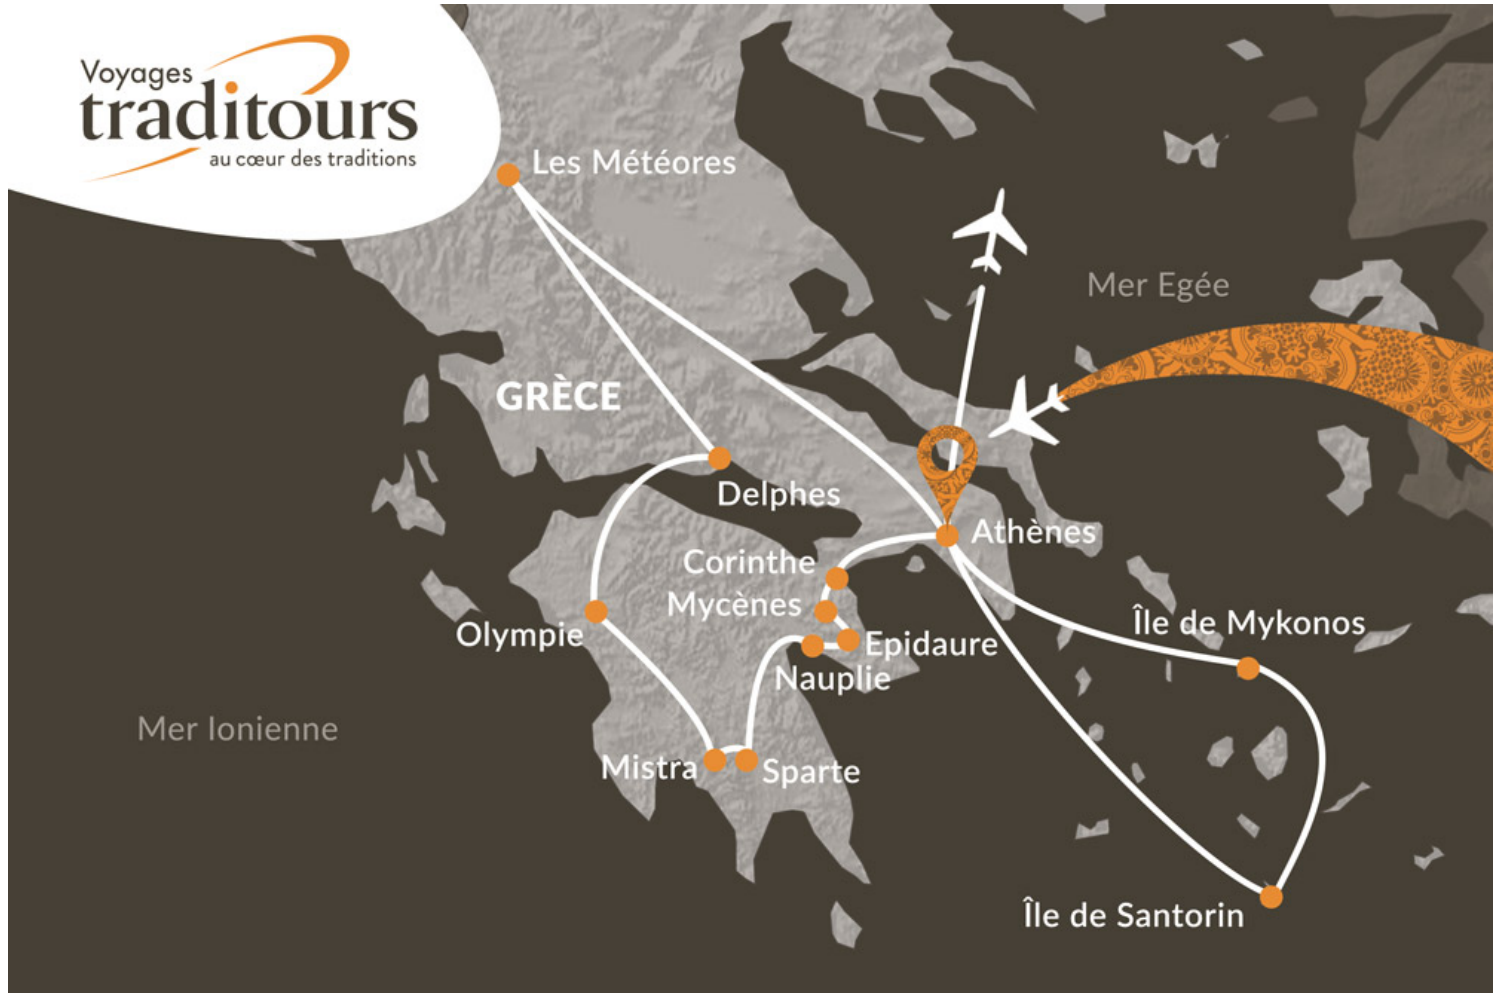 Voyages
traditours
au cœur des traditions
Les Météores
Mer Egée
GRÈCE
Delphes
Athènes
Corinthe
Mycènes
Île de Mykonos
Olympie
Epidaure
Nauplie
Mer Ionienne
Mistra
Sparte
Île de Santorin